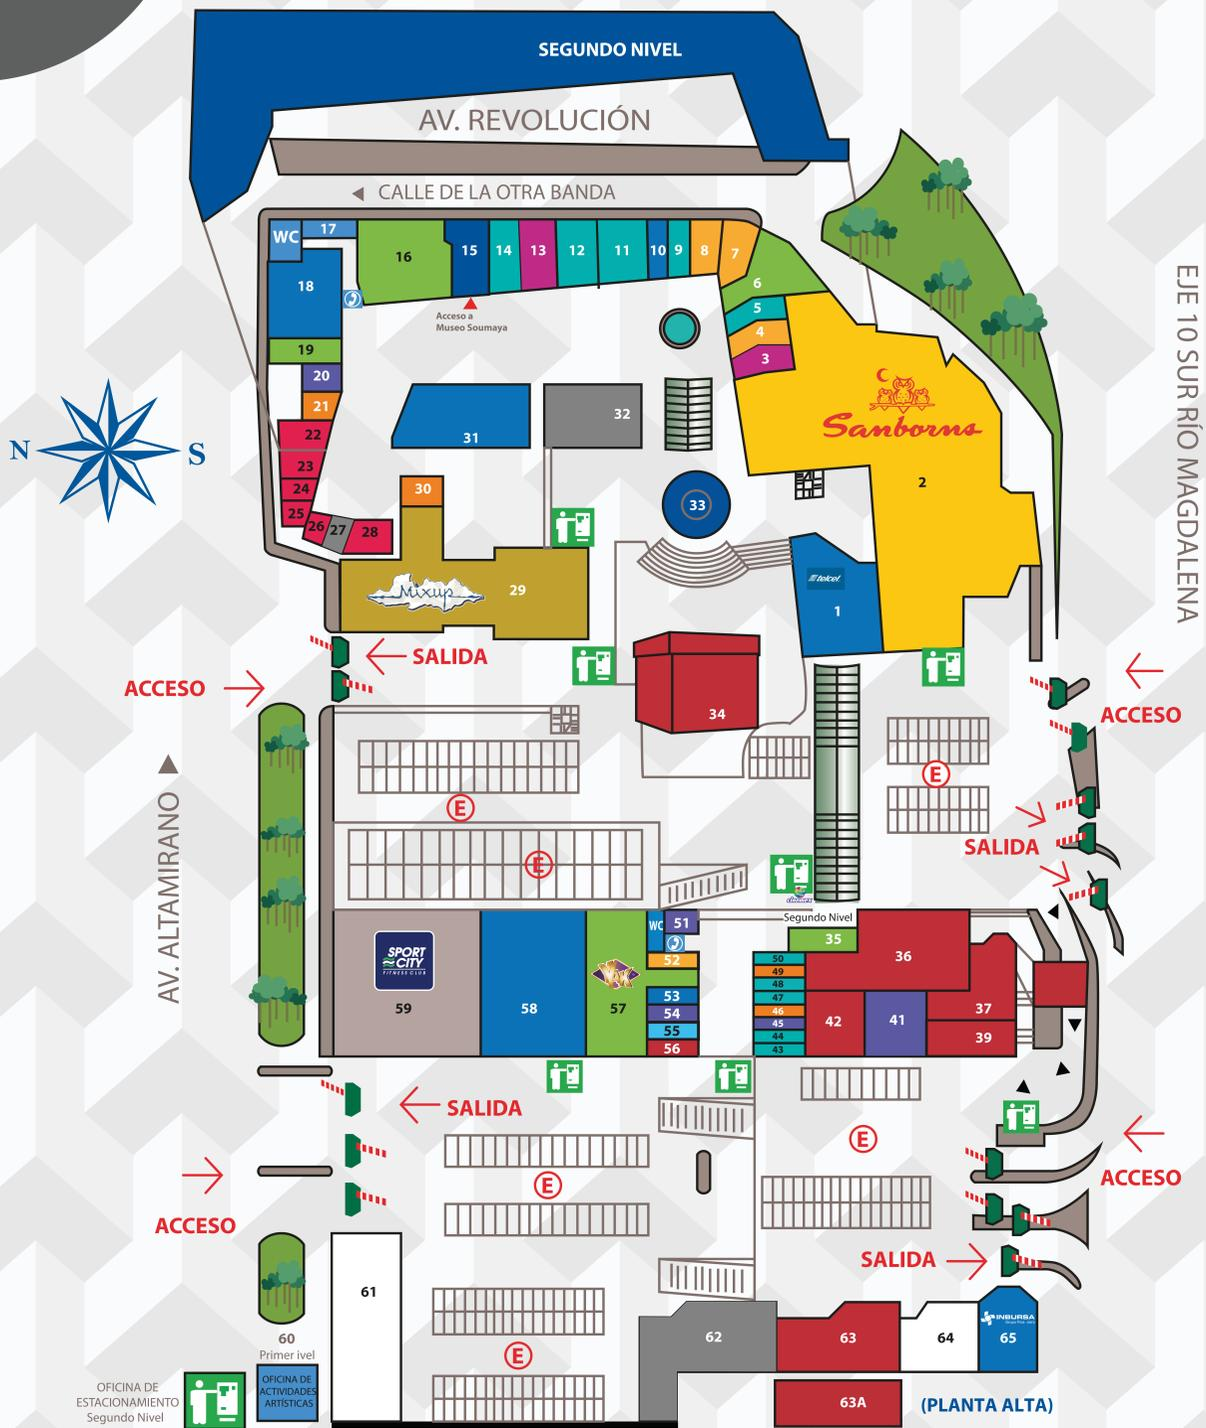 SEGUNDO NIVEL
AV. REVOLUCIÓN
CALLE DE LA OTRA BANDA
WC
17
16
15
14
13
12
11
10
9
8
7
6
5
4
3
18
19
20
21
22
23
24
25
26
27
28
Acceso a
Museo Soumaya
31
32
30
33
Sanborns
2
EJE 10 SUR RÍO MAGDALENA
N
S
Mixup
29
telcel
1
34
SALIDA
ACCESO
ACCESO
SALIDA
AV. ALTAMIRANO
E
E
E
SPORT
CITY
FITNESS CLUB
59
58
57
WC
51
52
53
54
55
56
Segundo Nivel
35
36
37
39
41
42
50
49
48
47
46
45
44
43
SALIDA
ACCESO
E
E
ACCESO
SALIDA
61
60
Primer ivel
OFICINA DE
ACTIVIDADES
ARTÍSTICAS
OFICINA DE
ESTACIONAMIENTO
Segundo Nivel
E
62
63
64
INBURSA
65
63A
(PLANTA ALTA)